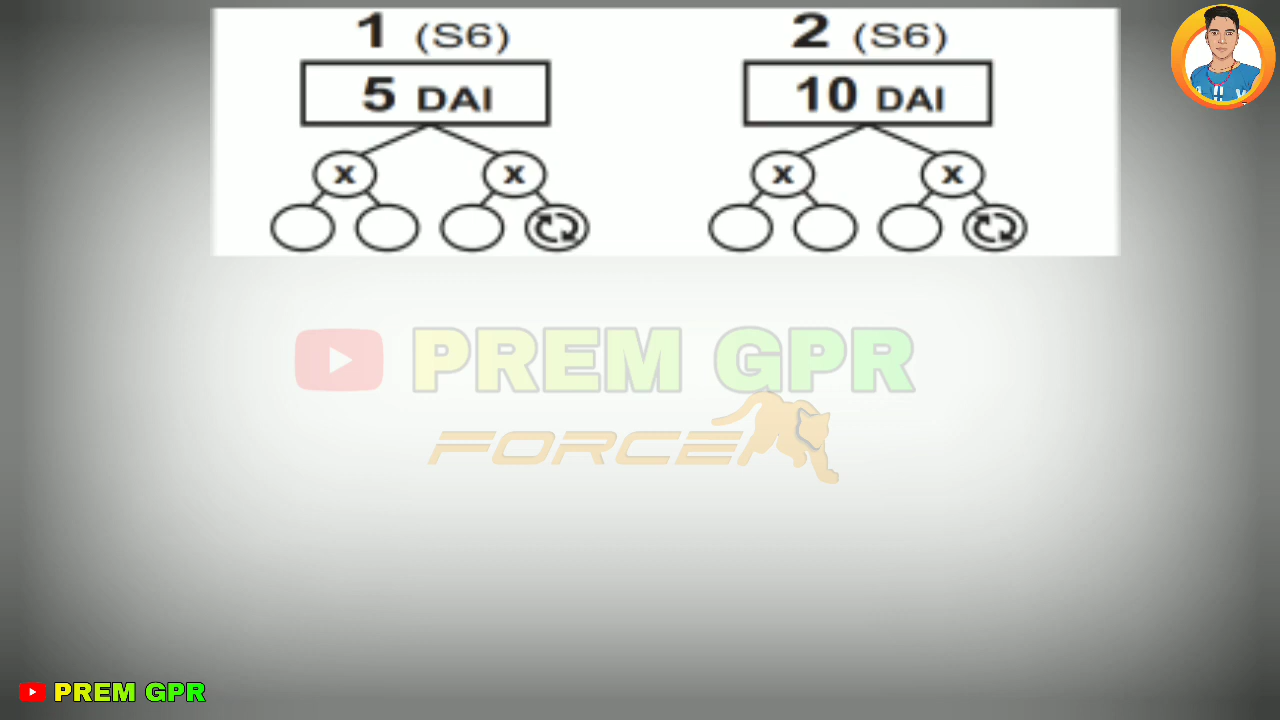 1 (S6)
5 DAI
X X
2 (S6)
10 DAI
X X
PREM GPR
FORCE
PREM GPR